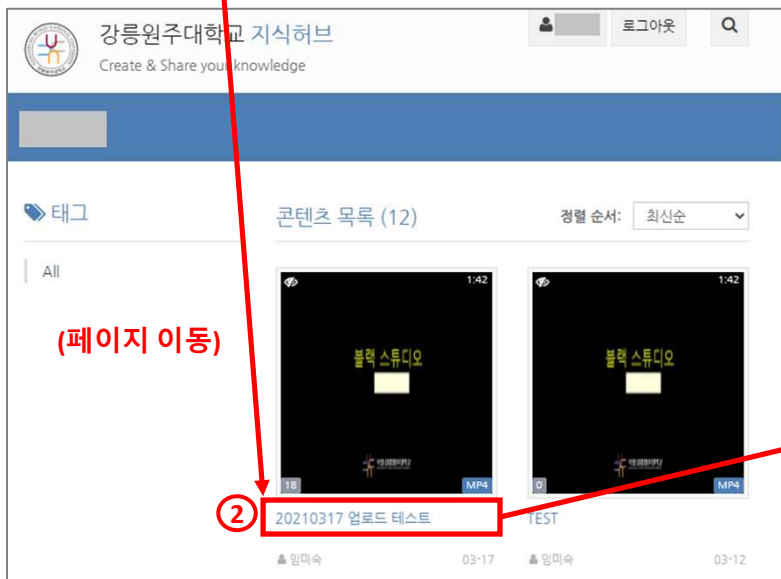 강릉원주대학교 지식허브
로그아웃
Create & Share your knowledge
태그
콘텐츠 목록 (12)
정렬 순서:
최신순
All
(페이지 이동)
1:42
1:42
블랙 스튜디오
블랙 스튜디오
18
MP4
0
MP4
②
20210317 업로드 테스트
TEST
임미숙
03-17
임미숙
03-12